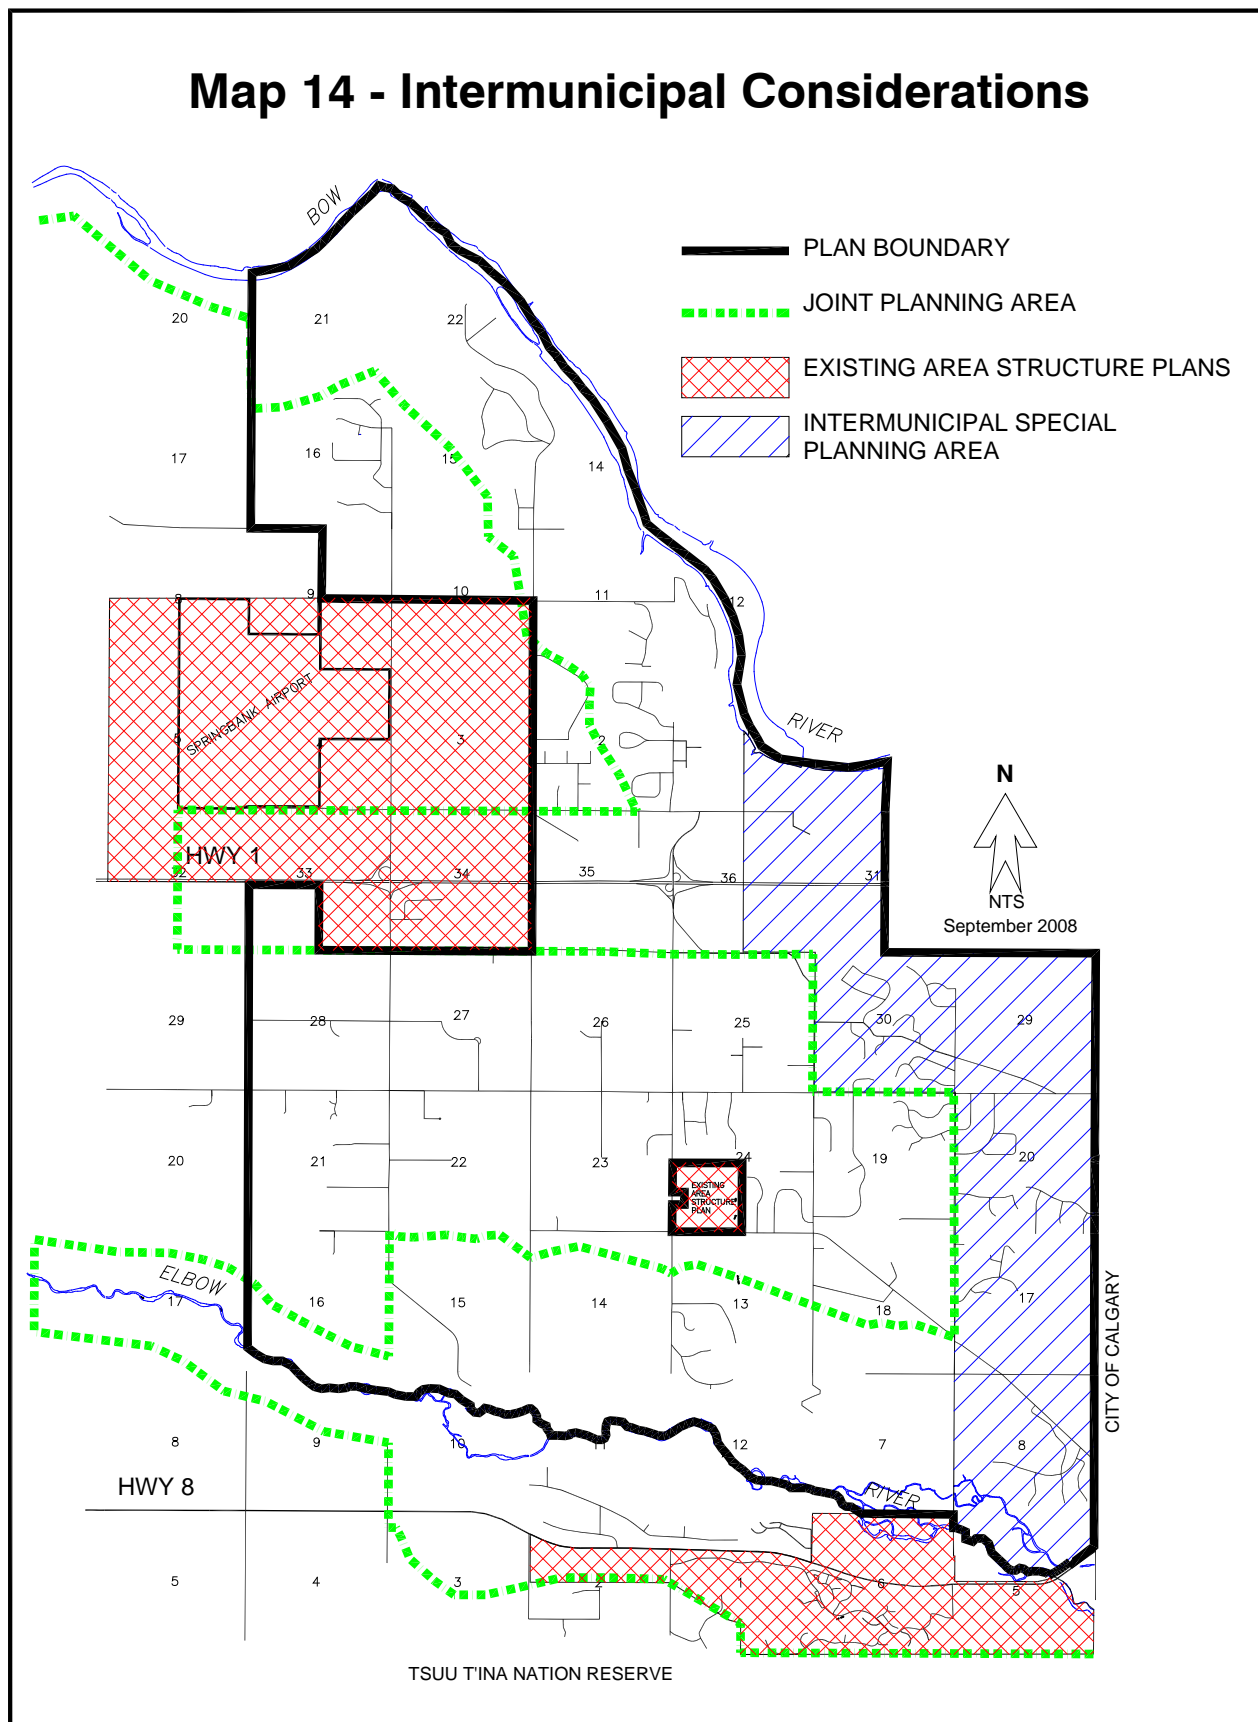 Map 14 - Intermunicipal Considerations
BOW
PLAN BOUNDARY
JOINT PLANNING AREA
20
21
22
EXISTING AREA STRUCTURE PLANS
INTERMUNICIPAL SPECIAL
PLANNING AREA
17
16
15
14
8
9
10
11
12
SPRINGBANK AIRPORT
5
3
2
RIVER
N
HWY 1
32
33
34
35
36
31
NTS
September 2008
29
28
27
26
25
30
29
20
21
22
23
24
19
20
EXISTING
AREA
STRUCTURE
PLAN
ELBOW
17
16
15
14
13
18
17
CITY OF CALGARY
8
9
10
11
12
7
8
HWY 8
RIVER
5
4
3
2
1
6
5
TSUU T'INA NATION RESERVE